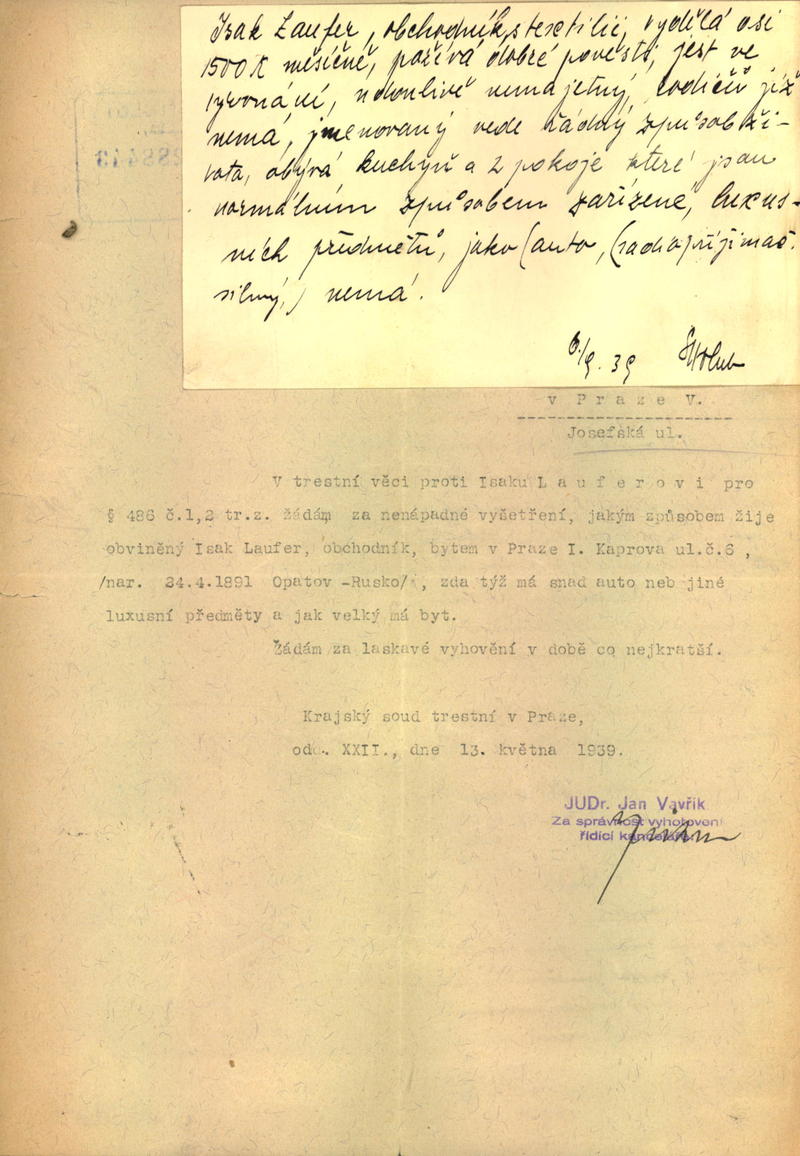 Isak Laufer, obchodník s textilií, vydělá asi
1500 K měsíčně, požívá dobré pověsti, jest ve
vyrovnání, nemajetný, rodičů již
nemá, jmenovaný vede řádný způsob ži-
vota, obývá kuchyň a 2 pokoje které jsou
normálním způsobem zařízené, luxus-
ních předmětů, jako (auto, (radiopřijimač
silný,) nemá.
6/9. 39 Holub
v Praze V.
Josefská ul.
V trestní věci proti Isaku Lauferovi pro
§ 486 č.1,2 tr.z. žádám za nenápadné vyšetření, jakým způsobem žije
obviněný Isak Laufer, obchodník, bytem v Praze I. Kaprova ul.č.6 ,
/nar. 24.4.1891 Opatov -Rusko/ , zda týž má snad auto neb jiné
luxusní předměty a jak velký má byt.
Žádám za laskavé vyhovění v době co nejkratší.
Krajský soud trestní v Praze,
odd. XXII., dne 13. května 1939.
JUDr. Jan Vavřík
Za správnost vyhotovení
řídící kanceláře: